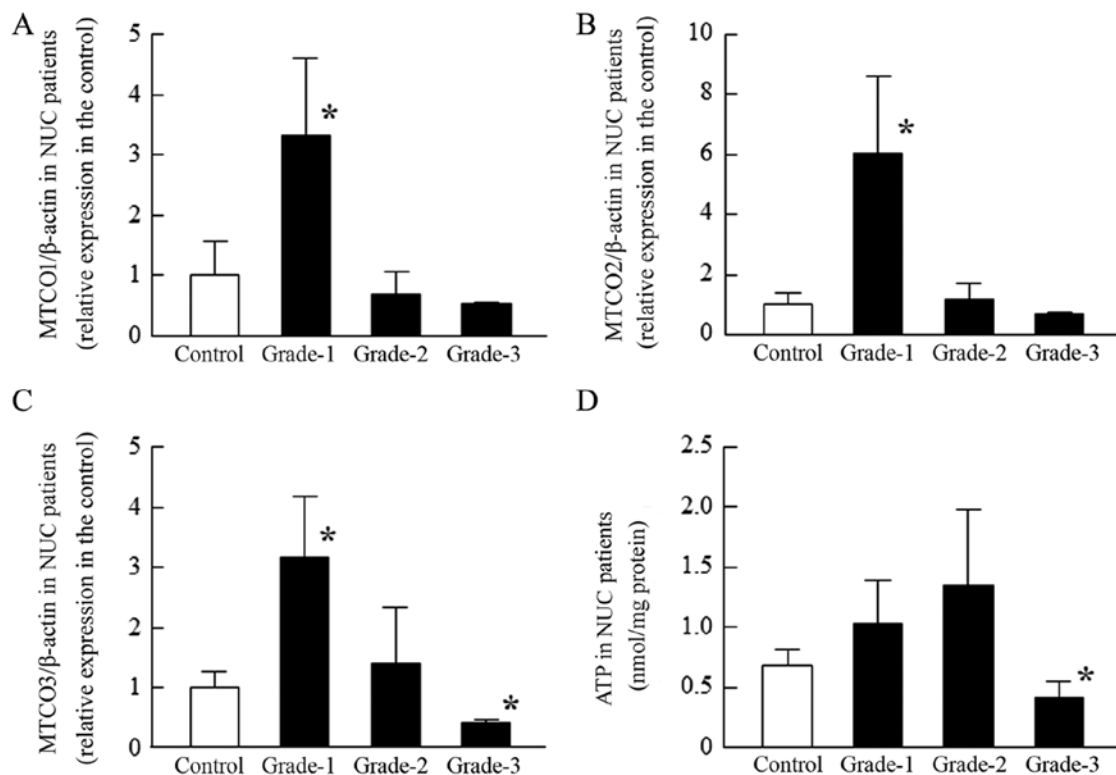 A
MTCO1/β-actin in NUC patients
(relative expression in the control)
5
4
3
2
1
0
*
Control Grade-1 Grade-2 Grade-3
B
MTCO2/β-actin in NUC patients
(relative expression in the control)
10
8
6
4
2
0
*
Control Grade-1 Grade-2 Grade-3
C
MTCO3/β-actin in NUC patients
(relative expression in the control)
5
4
3
2
1
0
*
*
Control Grade-1 Grade-2 Grade-3
D
ATP in NUC patients
(nmol/mg protein)
2.5
2.0
1.5
1.0
0.5
0
*
Control Grade-1 Grade-2 Grade-3